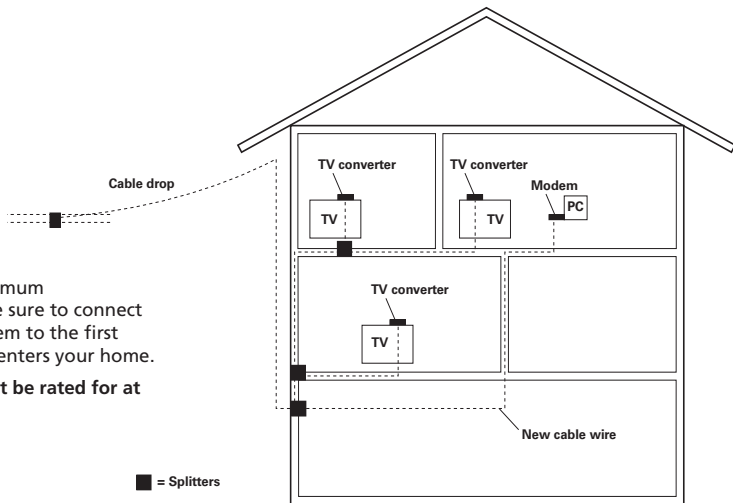 Cable drop
TV converter
TV
TV converter
TV
Modem
PC
mum
e sure to connect
em to the first
enters your home.
t be rated for at
TV converter
TV
New cable wire
= Splitters